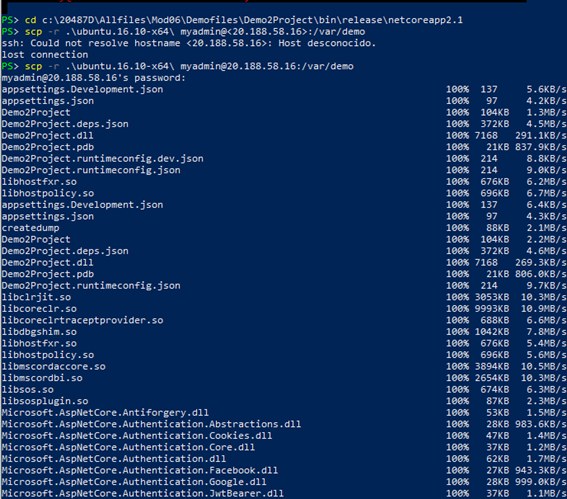 PS> cd c:\20487D\Allfiles\Mod06\Demofiles\Demo2Project\bin\release\netcoreapp2.1
PS> scp -r .\ubuntu.16.10-x64\ myadmin@<20.188.58.16>:/var/demo
ssh: Could not resolve hostname <20.188.58.16>: Host desconocido.
lost connection
PS> scp -r .\ubuntu.16.10-x64\ myadmin@20.188.58.16:/var/demo
myadmin@20.188.58.16's password:
appsettings.Development.json 100% 137 5.6KB/s
appsettings.json 100% 97 4.2KB/s
Demo2Project 100% 104KB 1.3MB/s
Demo2Project.deps.json 100% 372KB 4.5MB/s
Demo2Project.dll 100% 7168 291.1KB/s
Demo2Project.pdb 100% 21KB 837.9KB/s
Demo2Project.runtimeconfig.dev.json 100% 214 8.8KB/s
Demo2Project.runtimeconfig.json 100% 214 9.0KB/s
libhostfxr.so 100% 676KB 6.2MB/s
libhostpolicy.so 100% 696KB 6.7MB/s
appsettings.Development.json 100% 137 6.4KB/s
appsettings.json 100% 97 4.3KB/s
createdump 100% 88KB 2.1MB/s
Demo2Project 100% 104KB 2.2MB/s
Demo2Project.deps.json 100% 372KB 4.6MB/s
Demo2Project.dll 100% 7168 269.3KB/s
Demo2Project.pdb 100% 21KB 806.0KB/s
Demo2Project.runtimeconfig.json 100% 214 9.7KB/s
libclrjit.so 100% 3053KB 10.3MB/s
libcoreclr.so 100% 9993KB 10.9MB/s
libcoreclrtraceptprovider.so 100% 688KB 6.6MB/s
libdbgshim.so 100% 1042KB 7.8MB/s
libhostfxr.so 100% 676KB 5.4MB/s
libhostpolicy.so 100% 696KB 5.6MB/s
libmscordaccore.so 100% 3894KB 10.5MB/s
libmscordbi.so 100% 2654KB 10.3MB/s
libsos.so 100% 674KB 6.3MB/s
libsosplugin.so 100% 87KB 2.3MB/s
Microsoft.AspNetCore.Antiforgery.dll 100% 53KB 1.5MB/s
Microsoft.AspNetCore.Authentication.Abstractions.dll 100% 28KB 983.6KB/s
Microsoft.AspNetCore.Authentication.Cookies.dll 100% 47KB 1.4MB/s
Microsoft.AspNetCore.Authentication.Core.dll 100% 37KB 1.2MB/s
Microsoft.AspNetCore.Authentication.dll 100% 62KB 1.7MB/s
Microsoft.AspNetCore.Authentication.Facebook.dll 100% 27KB 943.3KB/s
Microsoft.AspNetCore.Authentication.Google.dll 100% 28KB 999.0KB/s
Microsoft.AspNetCore.Authentication.JwtBearer.dll 100% 37KB 1.1MB/s